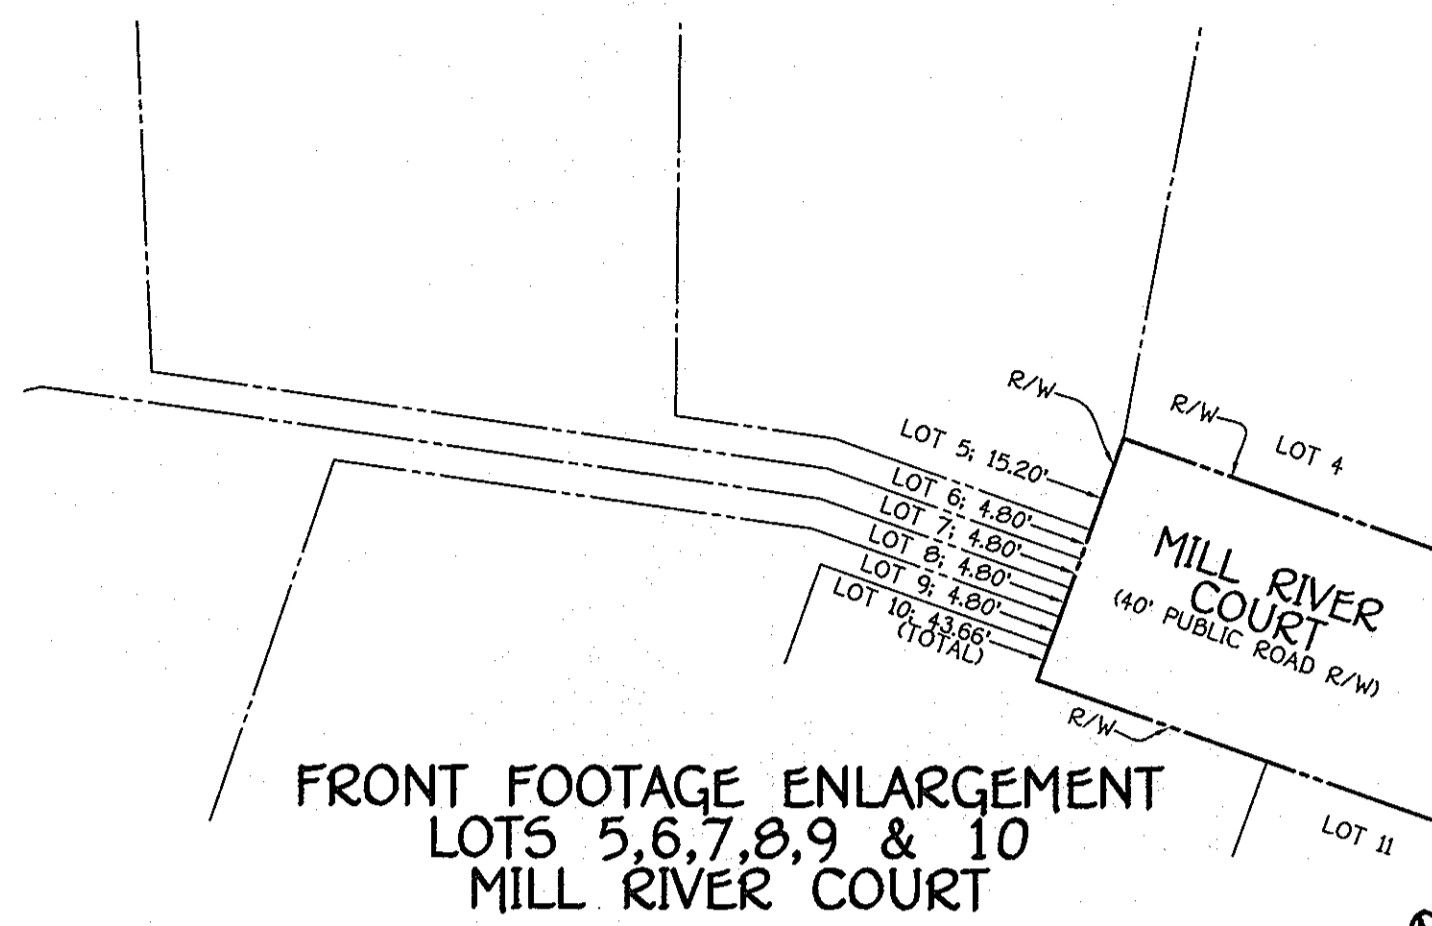 R/W
R/W
LOT 4
LOT 5; 15.20'
LOT 6; 4.80'
LOT 7; 4.80'
LOT 8; 4.80'
LOT 9; 4.80'
LOT 10; 43.66'
(TOTAL)
MILL RIVER
COURT
(40' PUBLIC ROAD R/W)
R/W
LOT 11
FRONT FOOTAGE ENLARGEMENT
LOTS 5,6,7,8,9 & 10
MILL RIVER COURT